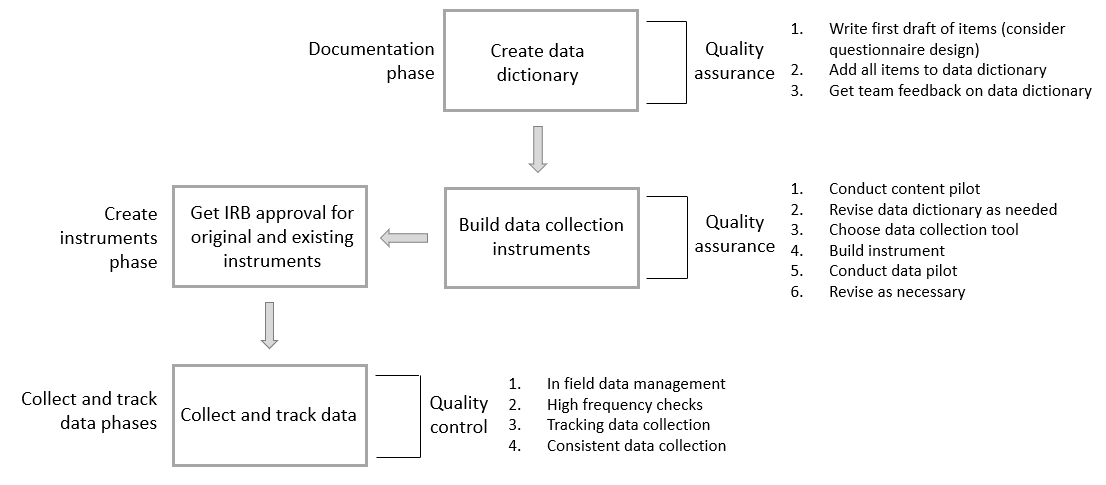 Documentation
phase
Create data
dictionary
Quality
assurance
1. Write first draft of items (consider
questionnaire design)
2. Add all items to data dictionary
3. Get team feedback on data dictionary
Create
instruments
phase
Get IRB approval for
original and existing
instruments
Build data collection
instruments
Quality
assurance
1. Conduct content pilot
2. Revise data dictionary as needed
3. Choose data collection tool
4. Build instrument
5. Conduct data pilot
6. Revise as necessary
Collect and track
data phases
Collect and track data
Quality
control
1. In field data management
2. High frequency checks
3. Tracking data collection
4. Consistent data collection